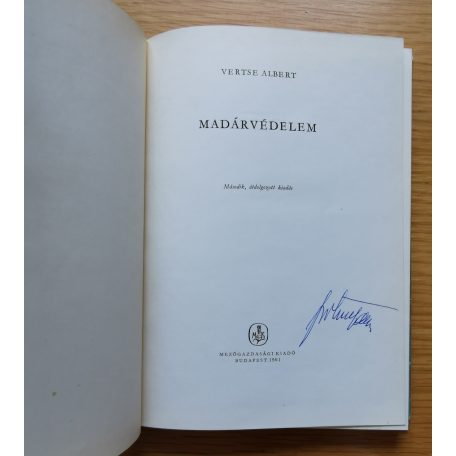 VERTSE ALBERT
MADÁRVÉDELEM
Második, átdolgozott kiadás
MEZŐGAZDASÁGI KIADÓ
BUDAPEST 1961